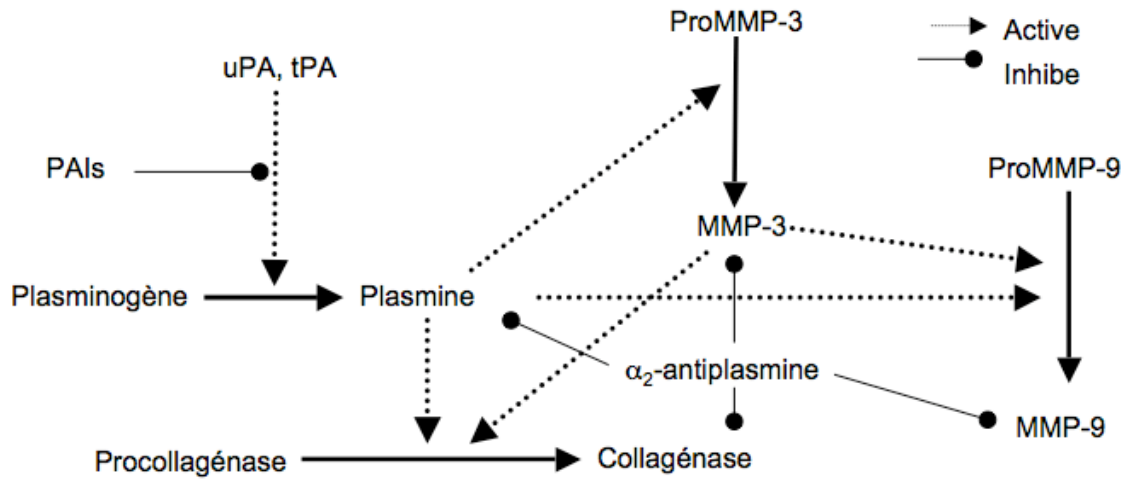 ProMMP-3
Active
Inhibe
uPA, tPA
PAIs
ProMMP-9
MMP-3
Plasminogène
Plasmine
α₂-antiplasmine
MMP-9
Procollagénase
Collagénase